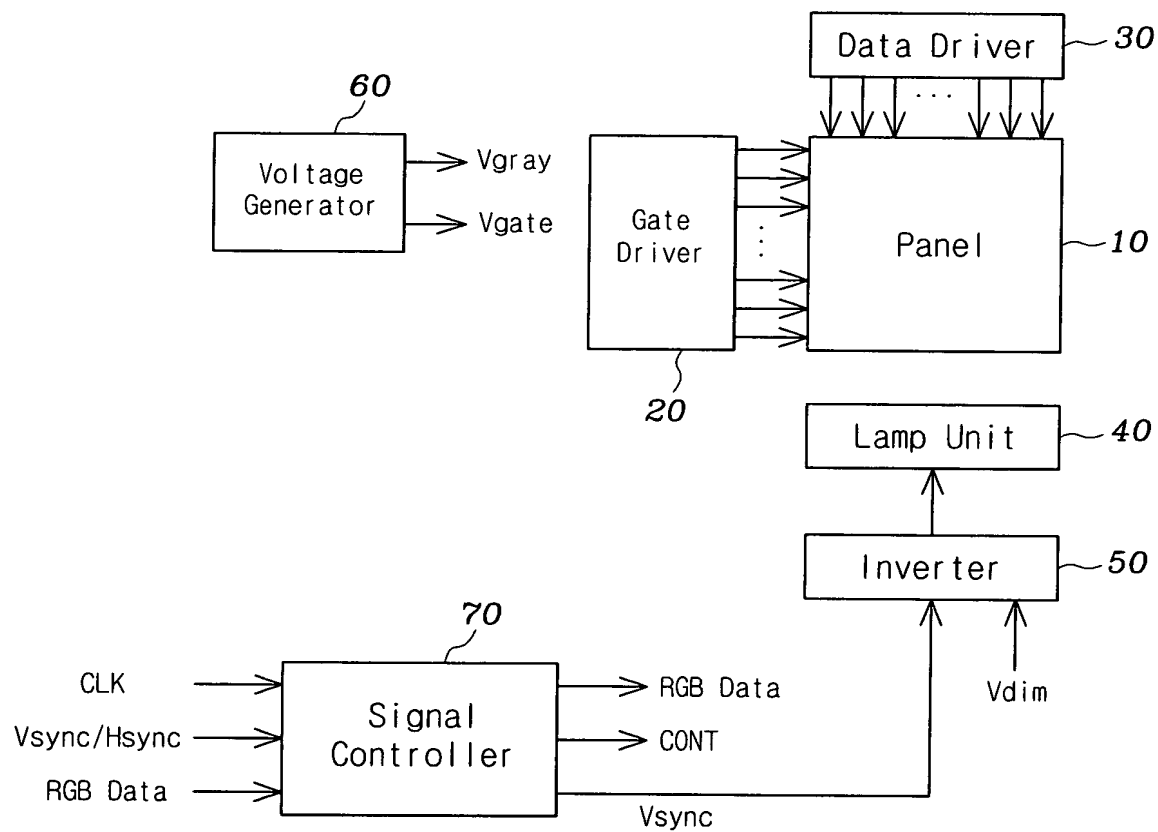 Data Driver
30
60
Voltage
Generator
Vgray
Vgate
Gate
Driver
Panel
10
20
Lamp Unit
40
Inverter
50
70
CLK
Vsync/Hsync
RGB Data
Signal
Controller
RGB Data
CONT
Vsync
Vdim